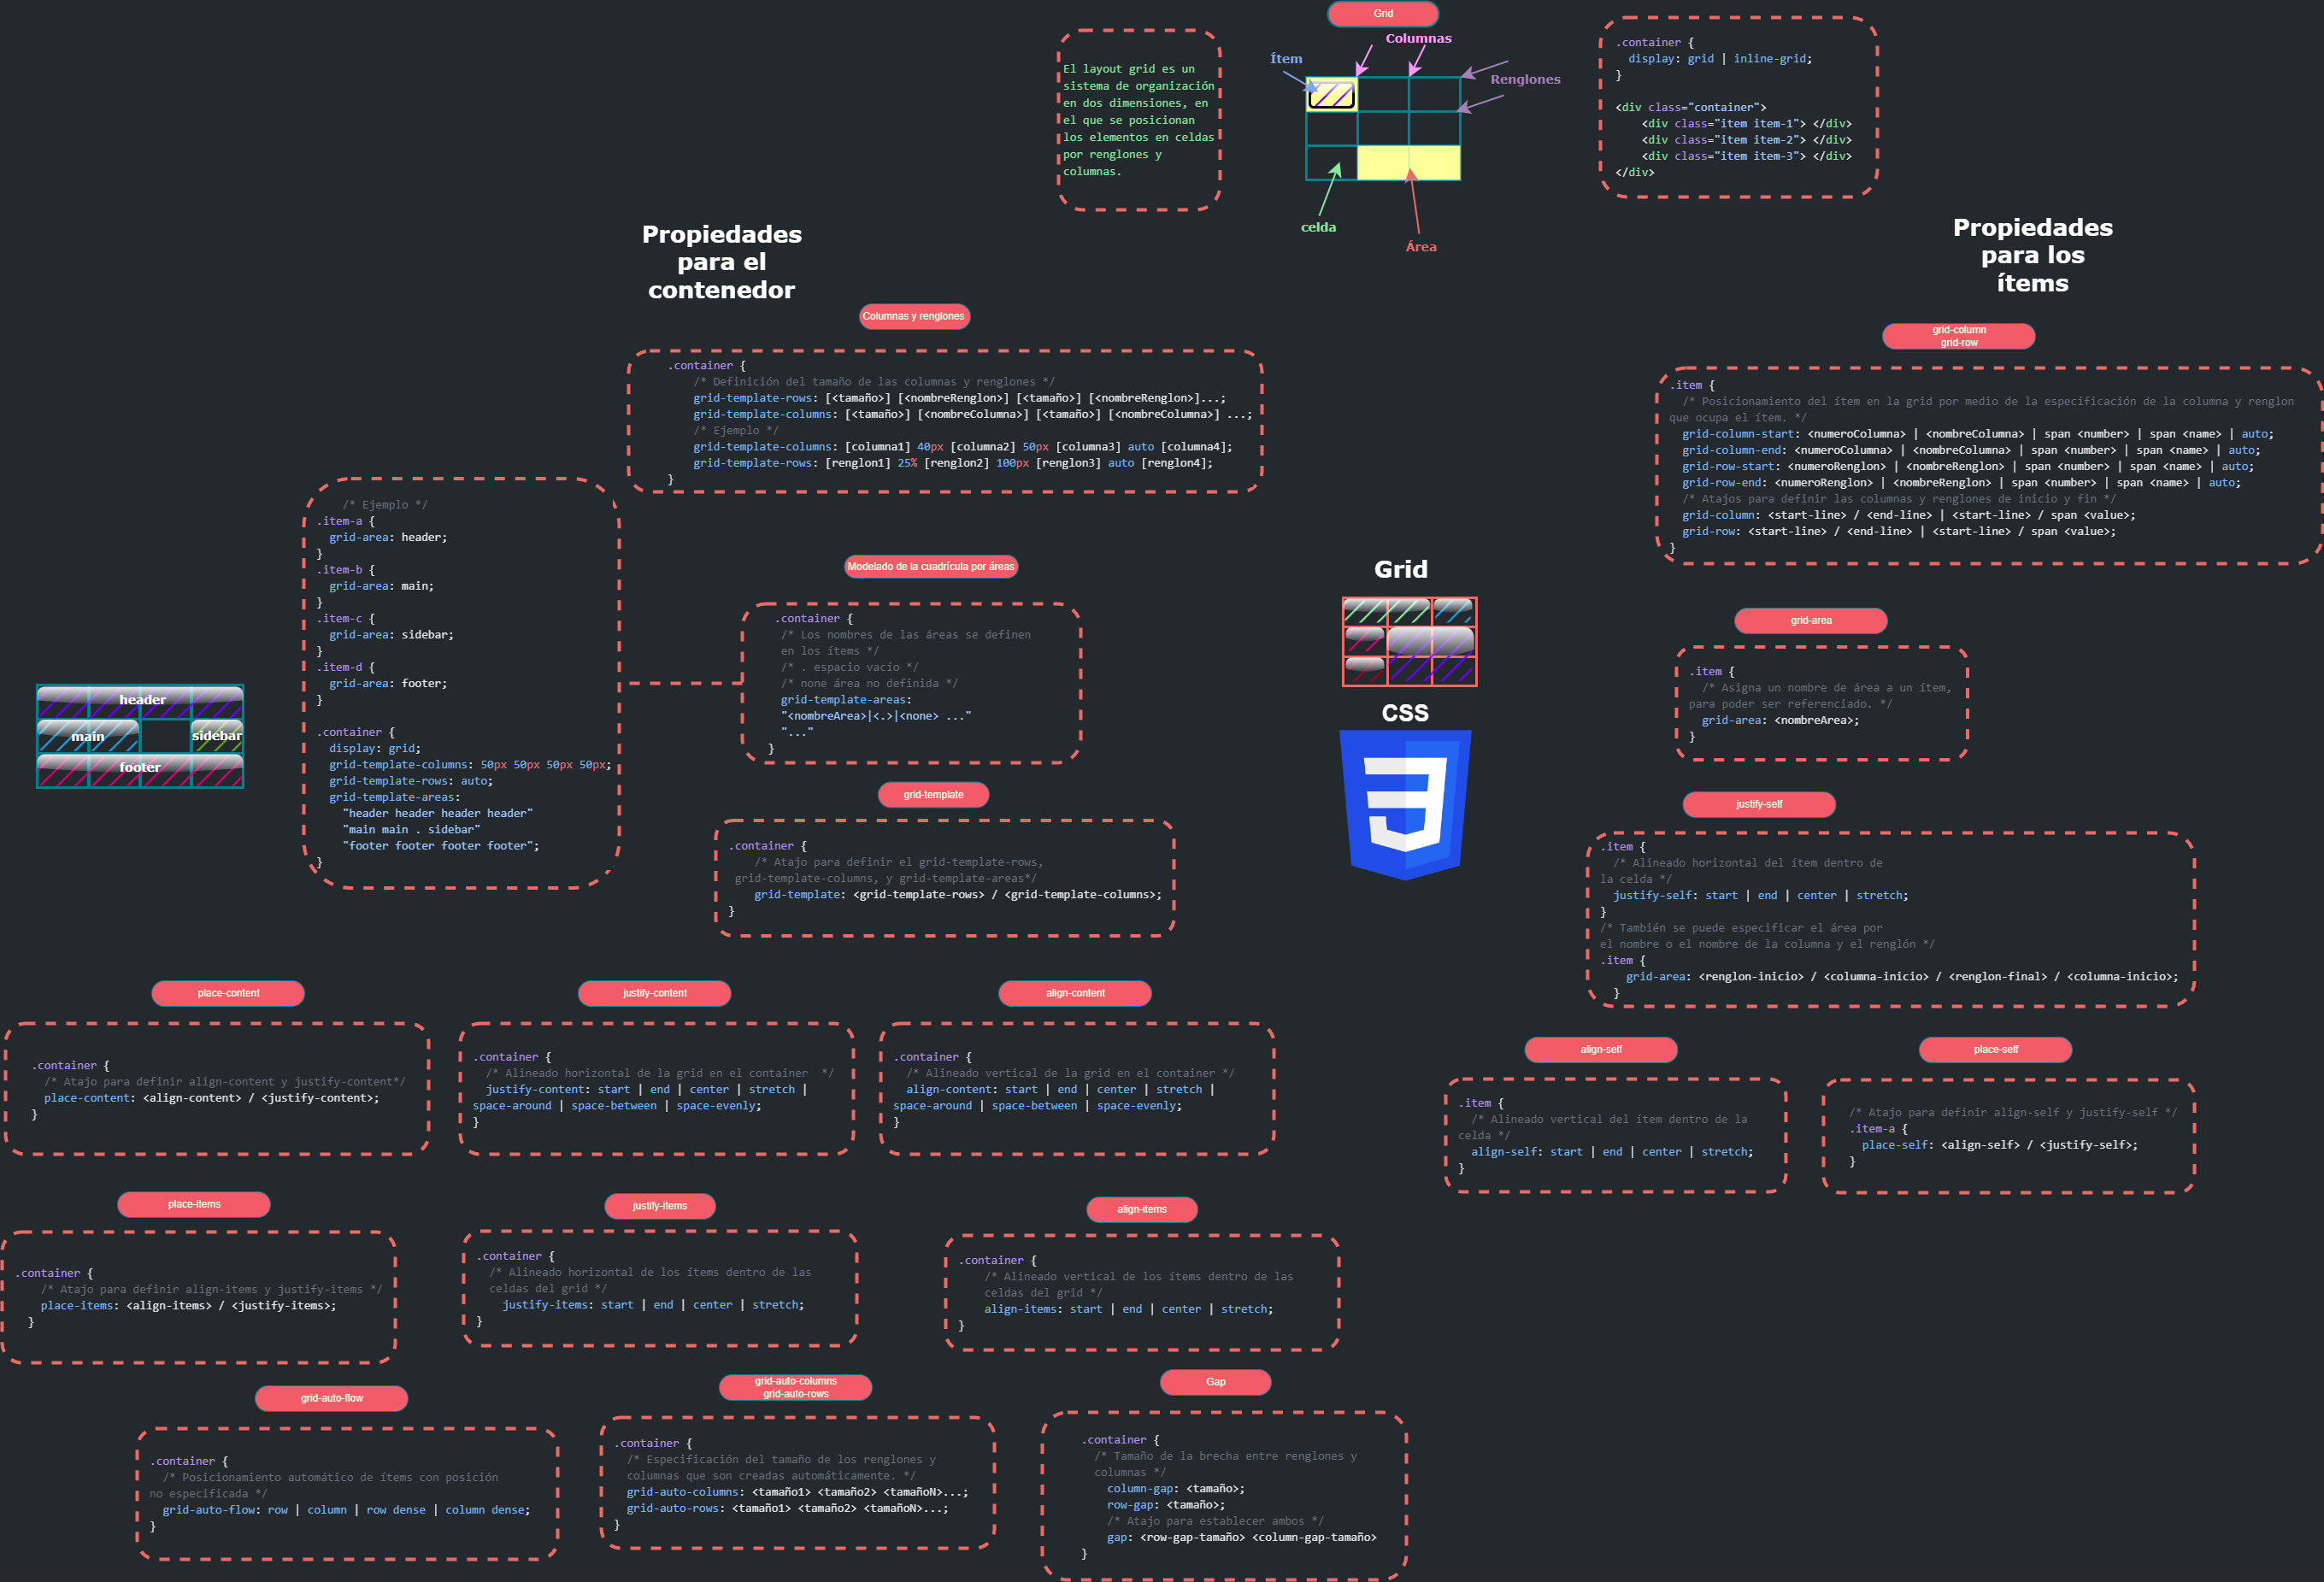 Grid
El layout grid es un
sistema de organización
en dos dimensiones, en
el que se posicionan
los elementos en celdas
por renglones y
columnas.
Columnas
Ítem
Renglones
celda
Área
.container {
display: grid | inline-grid;
}
<div class="container">
<div class="item item-1"> </div>
<div class="item item-2"> </div>
<div class="item item-3"> </div>
</div>
Propiedades
para el
contenedor
Columnas y renglones
.container {
/* Definición del tamaño de las columnas y renglones */
grid-template-rows: [<tamaño>] [<nombreRenglon>] [<tamaño>] [<nombreRenglon>]...;
grid-template-columns: [<tamaño>] [<nombreColumna>] [<tamaño>] [<nombreColumna>] ...;
/* Ejemplo */
grid-template-columns: [columna1] 40px [columna2] 50px [columna3] auto [columna4];
grid-template-rows: [renglon1] 25% [renglon2] 100px [renglon3] auto [renglon4];
}
/* Ejemplo */
.item-a {
grid-area: header;
}
.item-b {
grid-area: main;
}
.item-c {
grid-area: sidebar;
}
.item-d {
grid-area: footer;
}
.container {
display: grid;
grid-template-columns: 50px 50px 50px 50px;
grid-template-rows: auto;
grid-template-areas:
"header header header header"
"main main . sidebar"
"footer footer footer footer";
}
header
main
sidebar
footer
Modelado de la cuadrícula por áreas
.container {
/* Los nombres de las áreas se definen
en los ítems */
/* . espacio vacío */
/* none área no definida */
grid-template-areas:
"<nombreArea>|<.>|<none> ..."
"..."
}
grid-template
.container {
/* Atajo para definir el grid-template-rows,
grid-template-columns, y grid-template-areas*/
grid-template: <grid-template-rows> / <grid-template-columns>;
}
place-content
.container {
/* Atajo para definir align-content y justify-content*/
place-content: <align-content> / <justify-content>;
}
justify-content
.container {
/* Alineado horizontal de la grid en el container */
justify-content: start | end | center | stretch |
space-around | space-between | space-evenly;
}
align-content
.container {
/* Alineado vertical de la grid en el container */
align-content: start | end | center | stretch |
space-around | space-between | space-evenly;
}
place-items
.container {
/* Atajo para definir align-items y justify-items */
place-items: <align-items> / <justify-items>;
}
justify-items
.container {
/* Alineado horizontal de los ítems dentro de las
celdas del grid */
justify-items: start | end | center | stretch;
}
align-items
.container {
/* Alineado vertical de los ítems dentro de las
celdas del grid */
align-items: start | end | center | stretch;
}
grid-auto-flow
.container {
/* Posicionamiento automático de ítems con posición
no especificada */
grid-auto-flow: row | column | row dense | column dense;
}
grid-auto-columns
grid-auto-rows
.container {
/* Especificación del tamaño de los renglones y
columnas que son creadas automáticamente. */
grid-auto-columns: <tamaño1> <tamaño2> <tamañoN>...;
grid-auto-rows: <tamaño1> <tamaño2> <tamañoN>...;
}
Gap
.container {
/* Tamaño de la brecha entre renglones y
columnas */
column-gap: <tamaño>;
row-gap: <tamaño>;
/* Atajo para establecer ambos */
gap: <row-gap-tamaño> <column-gap-tamaño>
}
Grid
CSS
Propiedades
para los
ítems
grid-column
grid-row
.item {
/* Posicionamiento del ítem en la grid por medio de la especificación de la columna y renglon
que ocupa el ítem. */
grid-column-start: <numeroColumna> | <nombreColumna> | span <number> | span <name> | auto;
grid-column-end: <numeroColumna> | <nombreColumna> | span <number> | span <name> | auto;
grid-row-start: <numeroRenglon> | <nombreRenglon> | span <number> | span <name> | auto;
grid-row-end: <numeroRenglon> | <nombreRenglon> | span <number> | span <name> | auto;
/* Atajos para definir las columnas y renglones de inicio y fin */
grid-column: <start-line> / <end-line> | <start-line> / span <value>;
grid-row: <start-line> / <end-line> | <start-line> / span <value>;
}
grid-area
.item {
/* Asigna un nombre de área a un ítem,
para poder ser referenciado. */
grid-area: <nombreArea>;
}
justify-self
.item {
/* Alineado horizontal del ítem dentro de
la celda */
justify-self: start | end | center | stretch;
}
/* También se puede especificar el área por
el nombre o el nombre de la columna y el renglón */
.item {
grid-area: <renglon-inicio> / <columna-inicio> / <renglon-final> / <columna-inicio>;
}
align-self
.item {
/* Alineado vertical del ítem dentro de la
celda */
align-self: start | end | center | stretch;
}
place-self
/* Atajo para definir align-self y justify-self */
.item-a {
place-self: <align-self> / <justify-self>;
}